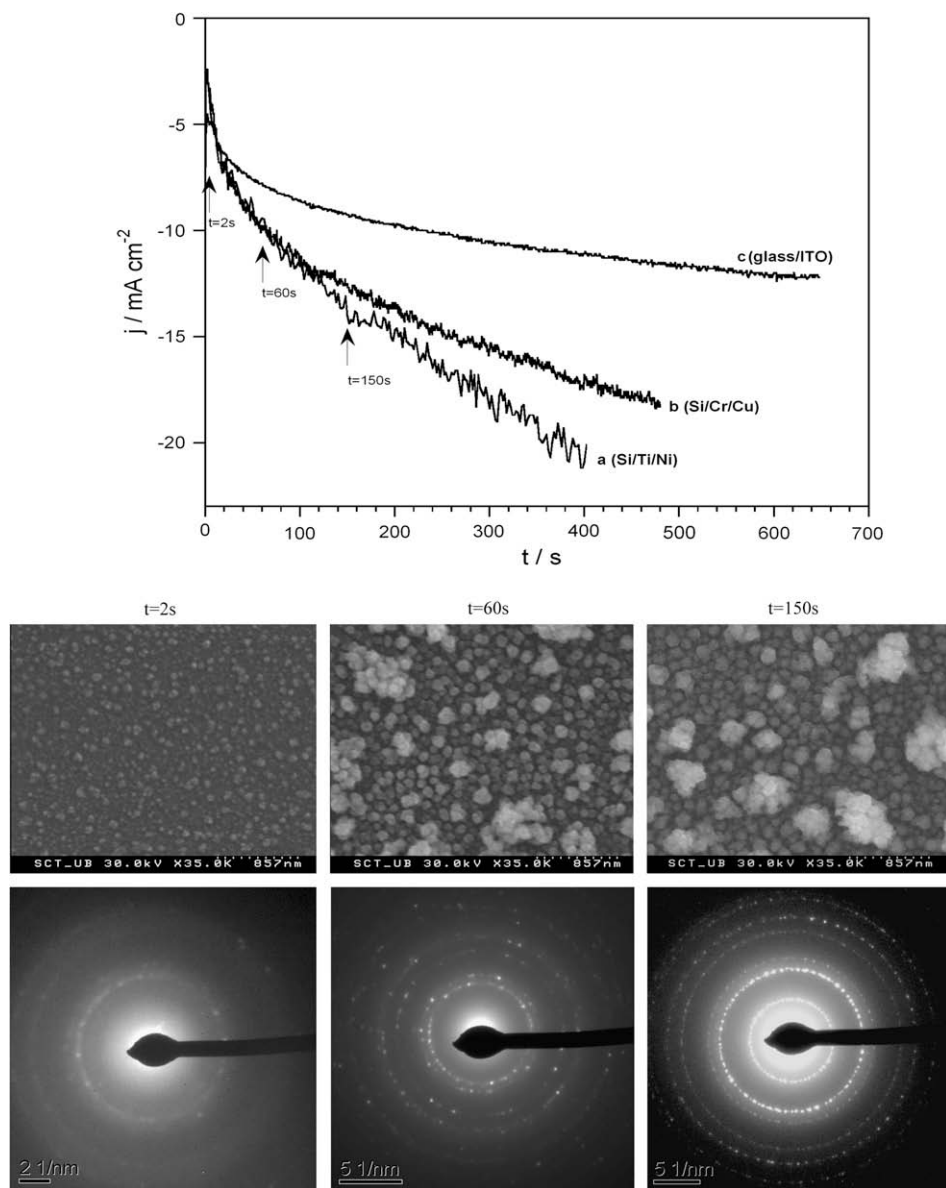 0
-5
-10
-15
-20
j / mA cm-2
t=2s
t=60s
t=150s
c (glass/ITO)
b (Si/Cr/Cu)
a (Si/Ti/Ni)
0 100 200 300 400 500 600 700
t / s
t=2s t=60s t=150s
SCT_UB 30.0kV X35.0K 857nm
SCT_UB 30.0kV X35.0K 857nm
SCT_UB 30.0kV X35.0K 857nm
2 1/nm
5 1/nm
5 1/nm